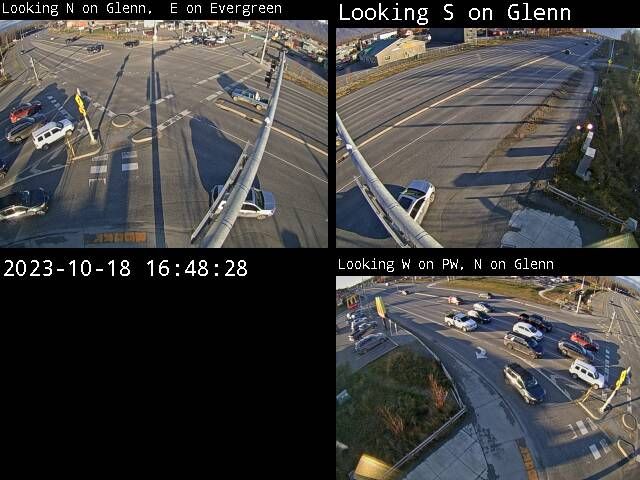 Looking N on Glenn,  E on Evergreen
Looking S on Glenn
2023-10-18 16:48:28
Looking W on PW, N on Glenn